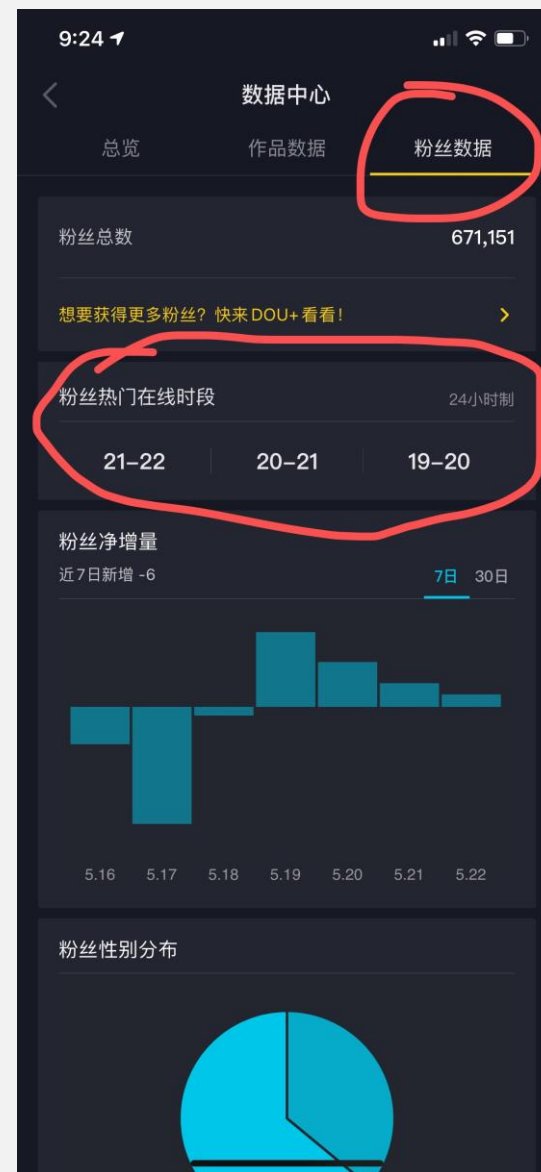 9:24
数据中心
总览 作品数据 粉丝数据
粉丝总数 671,151
想要获得更多粉丝？快来DOU+看看！
粉丝热门在线时段 24小时制
21–22 20–21 19–20
粉丝净增量
近7日新增 -6 7日 30日
5.16 5.17 5.18 5.19 5.20 5.21 5.22
粉丝性别分布